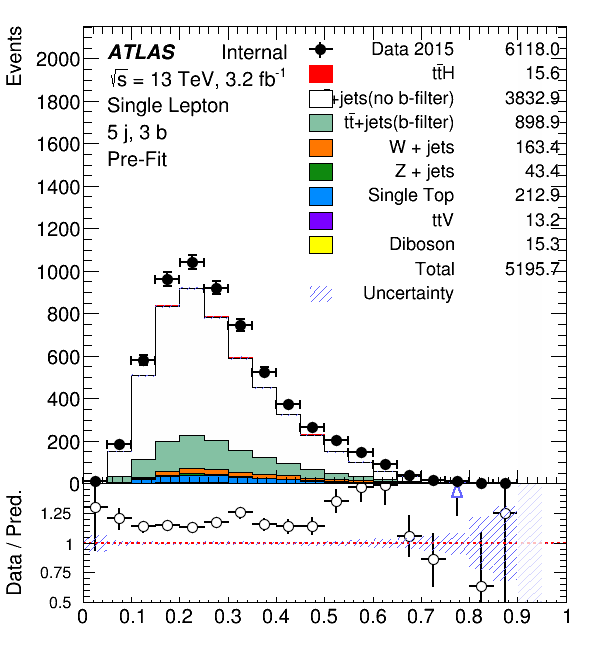 Events
2000
1800
1600
1400
1200
1000
800
600
400
200
0
ATLAS Internal
√s = 13 TeV, 3.2 fb-1
Single Lepton
5 j, 3 b
Pre-Fit
Data 2015 6118.0
tt̄H 15.6
+jets(no b-filter) 3832.9
tt̄+jets(b-filter) 898.9
W + jets 163.4
Z + jets 43.4
Single Top 212.9
ttV 13.2
Diboson 15.3
Total 5195.7
Uncertainty
Data / Pred.
1.25
1
0.75
0.5
0 0.1 0.2 0.3 0.4 0.5 0.6 0.7 0.8 0.9 1